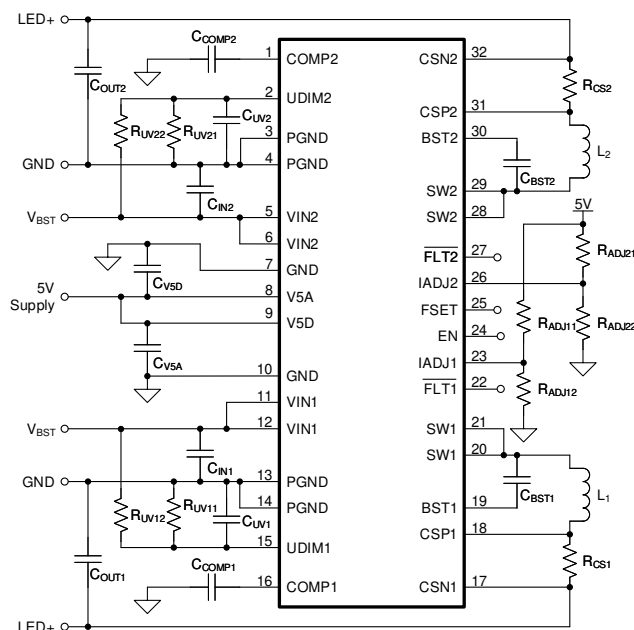 LED+
C_COMP2
1
COMP2
CSN2
32
C_OUT2
R_CS2
2
UDIM2
CSP2
31
R_UV22
R_UV21
C_UV2
3
PGND
BST2
30
L_2
GND
4
PGND
C_BST2
C_IN2
SW2
29
V_BST
5
VIN2
SW2
28
5V
6
VIN2
FLT2
27
R_ADJ21
7
GND
C_V5D
IADJ2
26
5V
Supply
8
V5A
FSET
25
9
V5D
EN
24
R_ADJ11
R_ADJ22
C_V5A
10
GND
IADJ1
23
R_ADJ12
11
VIN1
FLT1
22
V_BST
12
VIN1
SW1
21
C_IN1
SW1
20
GND
13
PGND
C_BST1
L_1
R_UV12
R_UV11
C_UV1
14
PGND
BST1
19
15
UDIM1
CSP1
18
C_OUT1
C_COMP1
R_CS1
16
COMP1
CSN1
17
LED+